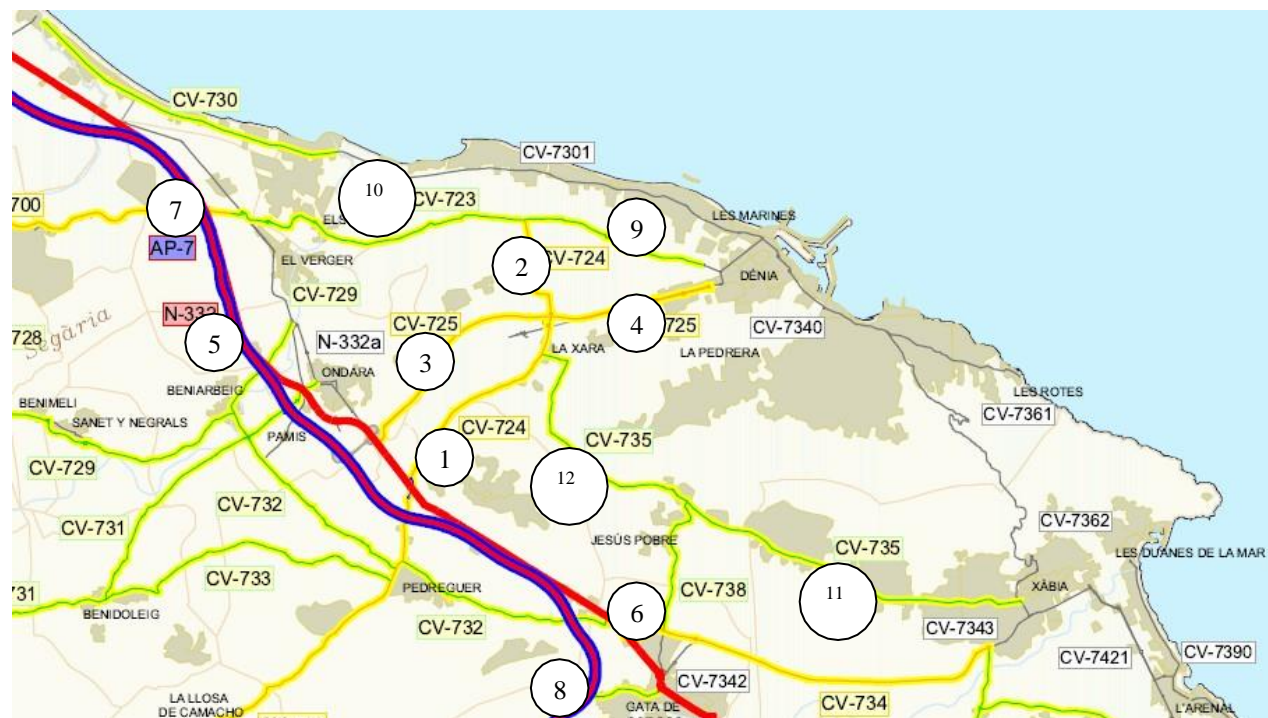 CV-730
CV-7301
10
700
7
CV-723
9
LES MARINES
ELS
AP-7
EL VERGER
2
CV-724
DÉNIA
CV-729
N-332
CV-725
4
725
CV-7340
728
Segària
5
N-332a
3
LA XARA
LA PEDRERA
ONDARA
BENIARBEIG
LES ROTES
BENIMELI
CV-7361
SANET Y NEGRALS
PAMIS
CV-724
CV-735
CV-729
1
12
CV-732
CV-731
CV-7362
JESÚS POBRE
CV-735
LES DUANES DE LA MAR
CV-733
731
PEDREGUER
CV-738
XÀBIA
11
BENIDOLEIG
6
CV-732
CV-7343
CV-7421
CV-7390
8
CV-7342
LA LLOSA
DE CAMACHO
CV-734
GATA DE
L'ARENAL